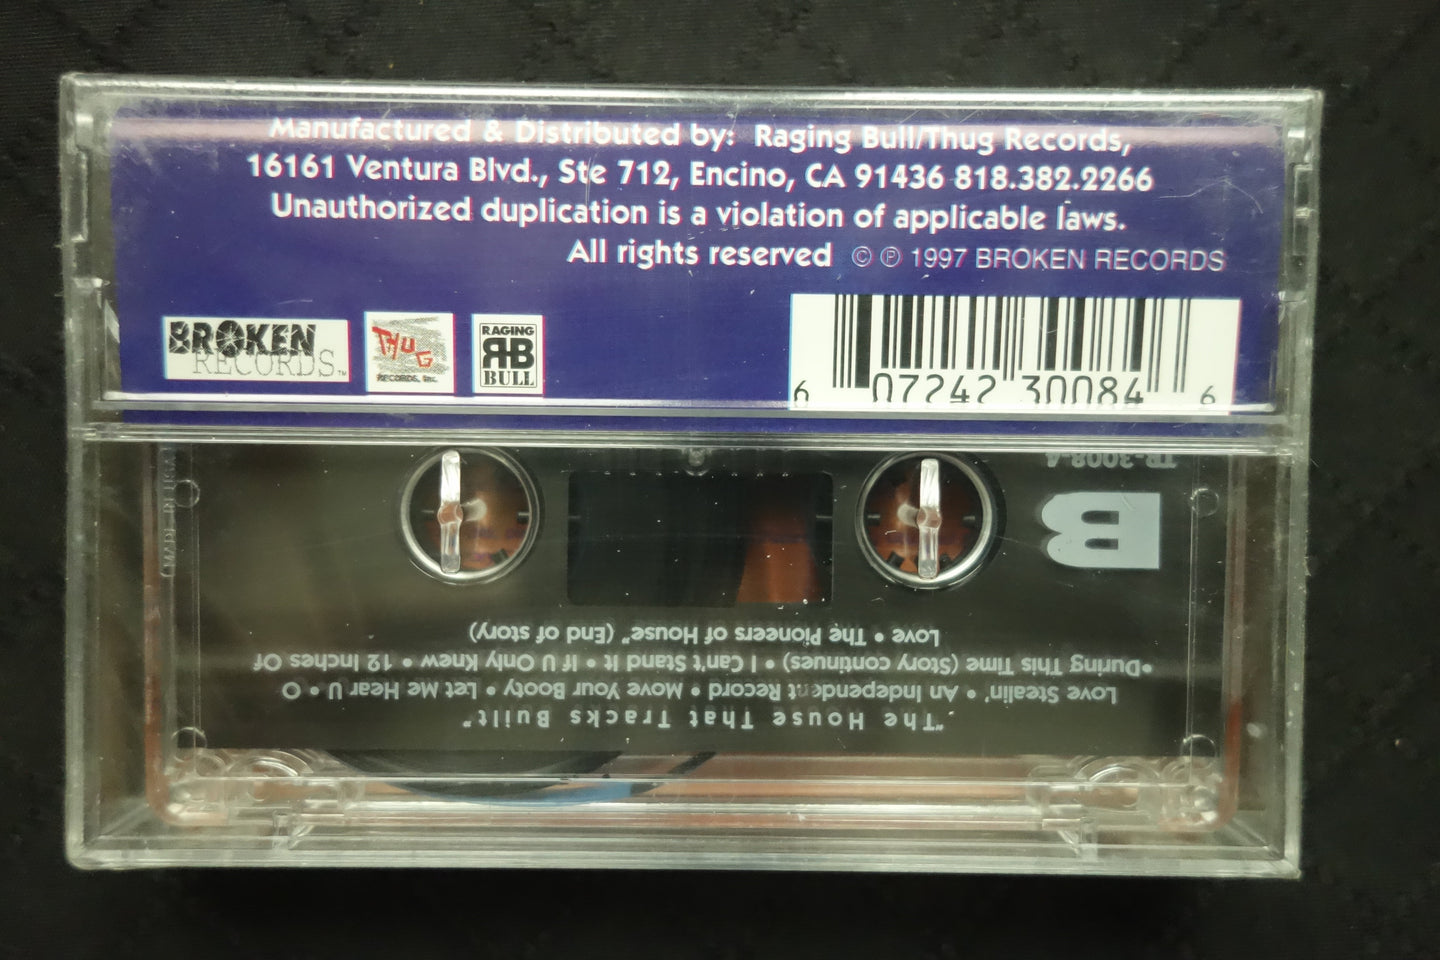 Manufactured & Distributed by: Raging Bull/Thug Records,
16161 Ventura Blvd., Ste 712, Encino, CA 91436 818.382.2266
Unauthorized duplication is a violation of applicable laws.
All rights reserved © ℗ 1997 BROKEN RECORDS
BROKEN
RECORDS™
THUG
RECORDS, Inc.
RAGING
RB
BULL
6 07242 30084 6
TR-3008-4
B
"The House That Tracks Built"
Love Stealin' • An Independent Record • Move Your Booty • Let Me Hear U • O
•During This Time (Story continues) • I Can't Stand It • If U Only Knew • 12 Inches Of
Love • The Pioneers of House" (End of story)